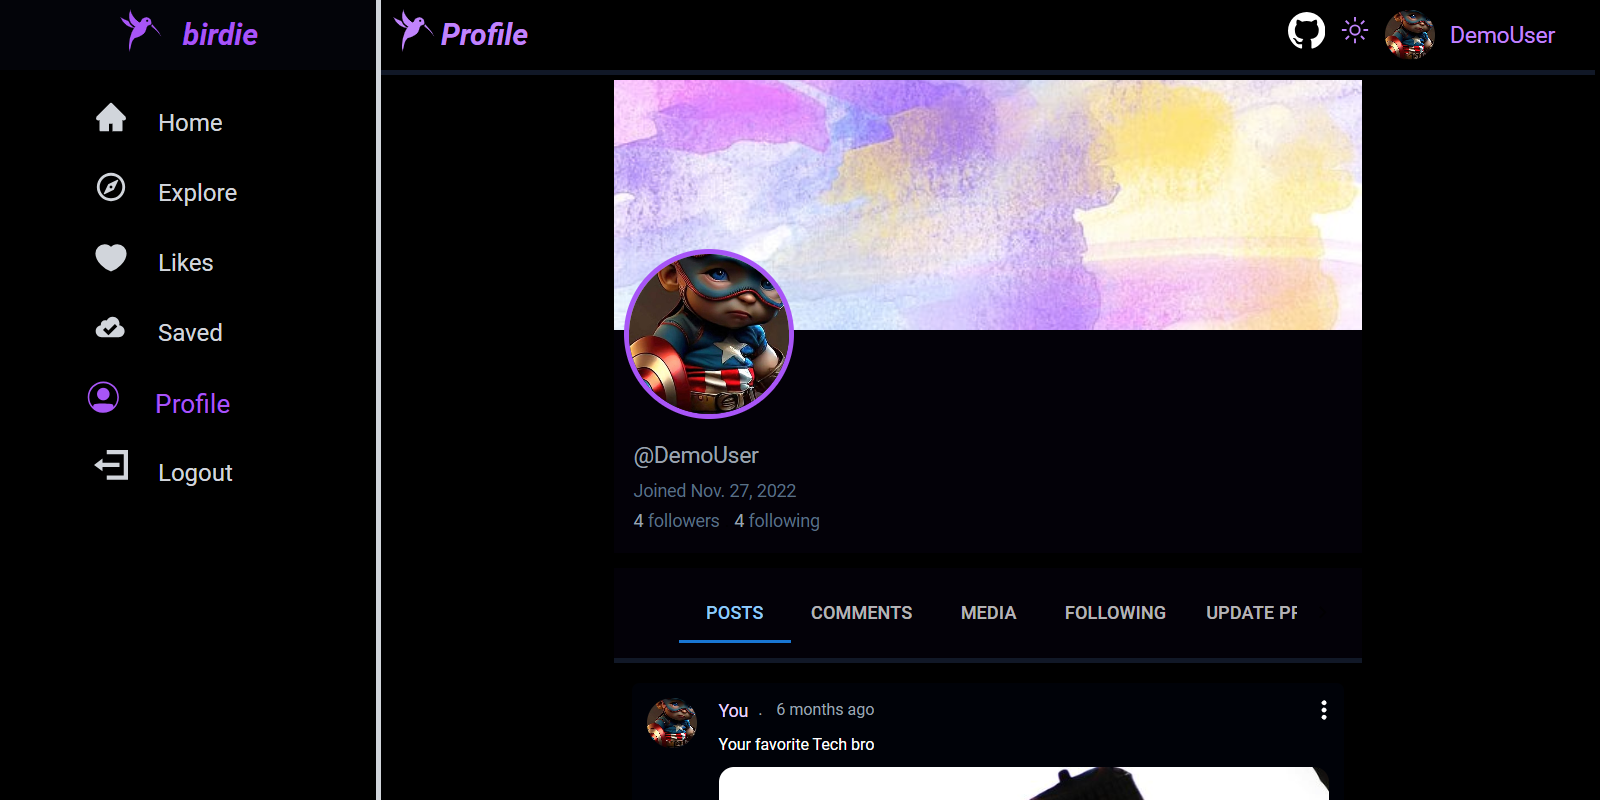 birdie
Home
Explore
Likes
Saved
Profile
Logout
Profile
DemoUser
@DemoUser
Joined Nov. 27, 2022
4 followers 4 following
POSTS COMMENTS MEDIA FOLLOWING UPDATE
You . 6 months ago
Your favorite Tech bro